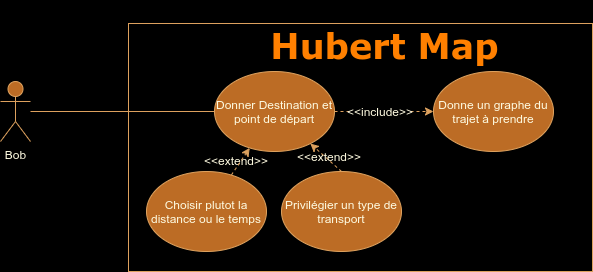 Hubert Map
Donner Destination et
point de départ
<<include>>
Donne un graphe du
trajet à prendre
Bob
<<extend>>
<<extend>>
Choisir plutot la
distance ou le temps
Privilégier un type de
transport